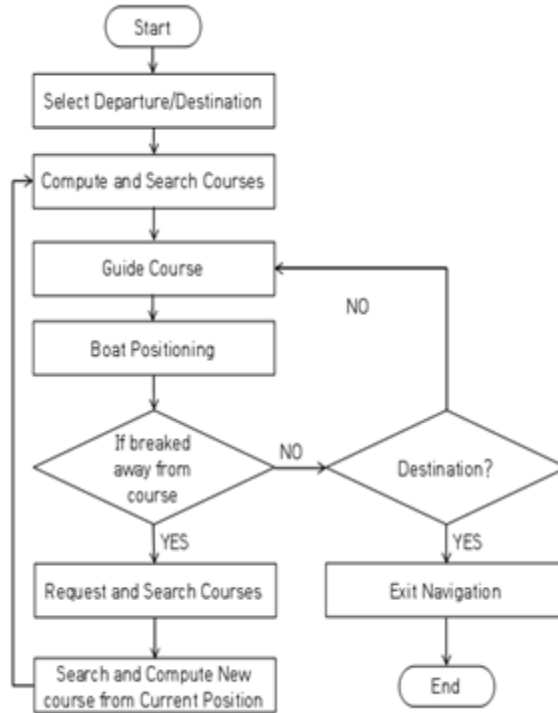 Start
Select Departure/Destination
Compute and Search Courses
Guide Course
NO
Boat Positioning
If breaked
away from
course
NO
Destination?
YES
YES
Request and Search Courses
Exit Navigation
Search and Compute New
course from Current Position
End